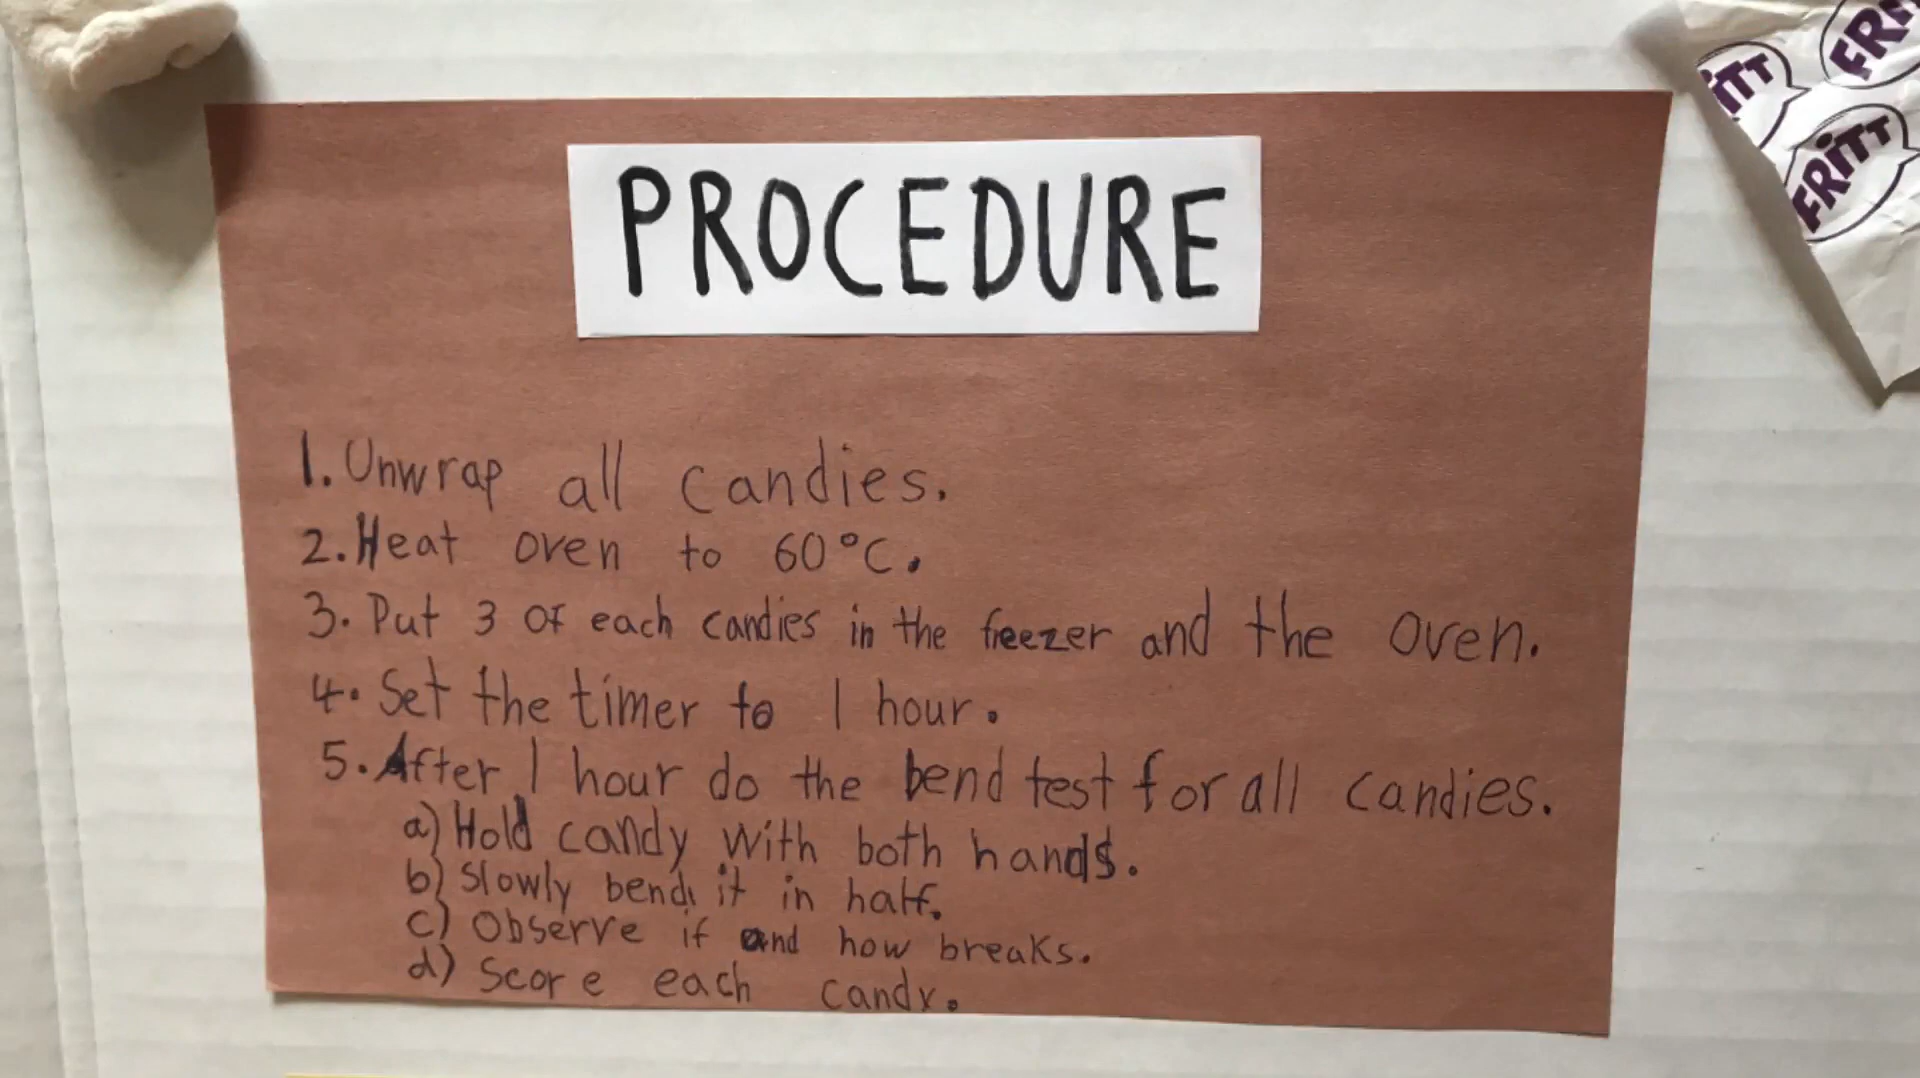 PROCEDURE
1. Unwrap all candies.
2. Heat oven to 60°C.
3. Put 3 of each candies in the freezer and the oven.
4. Set the timer to 1 hour.
5. After 1 hour do the bend test for all candies.
a) Hold candy with both hands.
b) Slowly bend it in half.
c) Observe if and how breaks.
d) Score each candy.
FRiTT
FRiTT